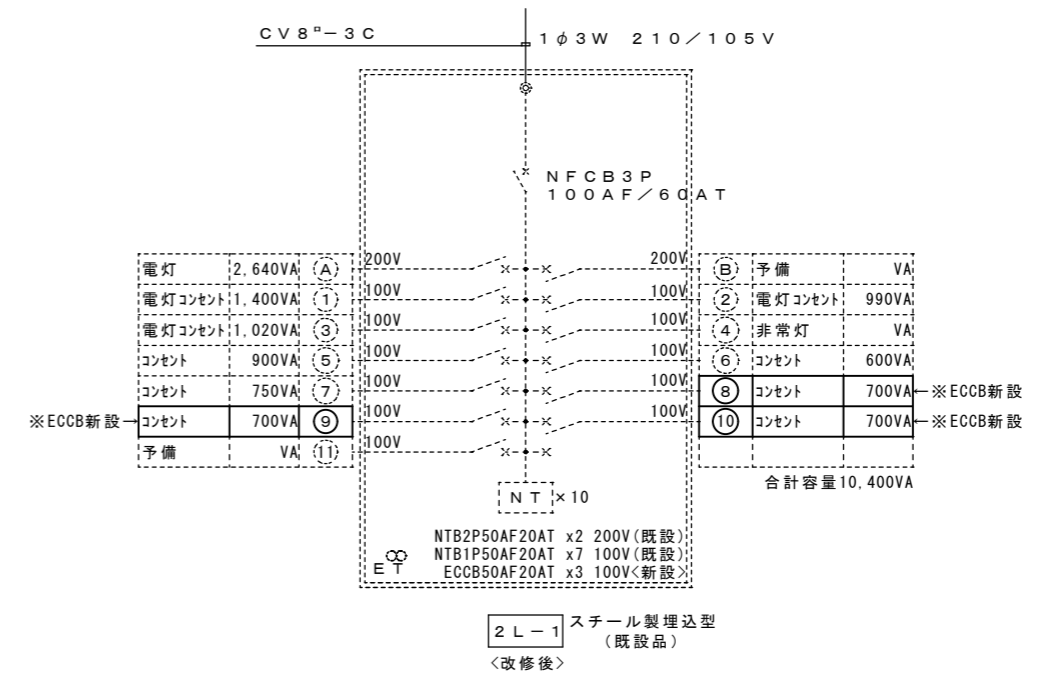 CV8□-3C
1φ3W 210/105V
NFCB3P
100AF/60AT
電灯 2,640VA A 200V
200V B 予備 VA
電灯コンセント 1,400VA 1 100V
100V 2 電灯コンセント 990VA
電灯コンセント 1,020VA 3 100V
100V 4 非常灯 VA
コンセント 900VA 5 100V
100V 6 コンセント 600VA
コンセント 750VA 7 100V
100V 8 コンセント 700VA ←※ECCB新設
※ECCB新設→ コンセント 700VA 9 100V
100V 10 コンセント 700VA ←※ECCB新設
予備 VA 11 100V
合計容量10,400VA
NT ×10
NTB2P50AF20AT x2 200V(既設)
NTB1P50AF20AT x7 100V(既設)
ECCB50AF20AT x3 100V<新設>
ET
2L-1
スチール製埋込型
(既設品)
<改修後>